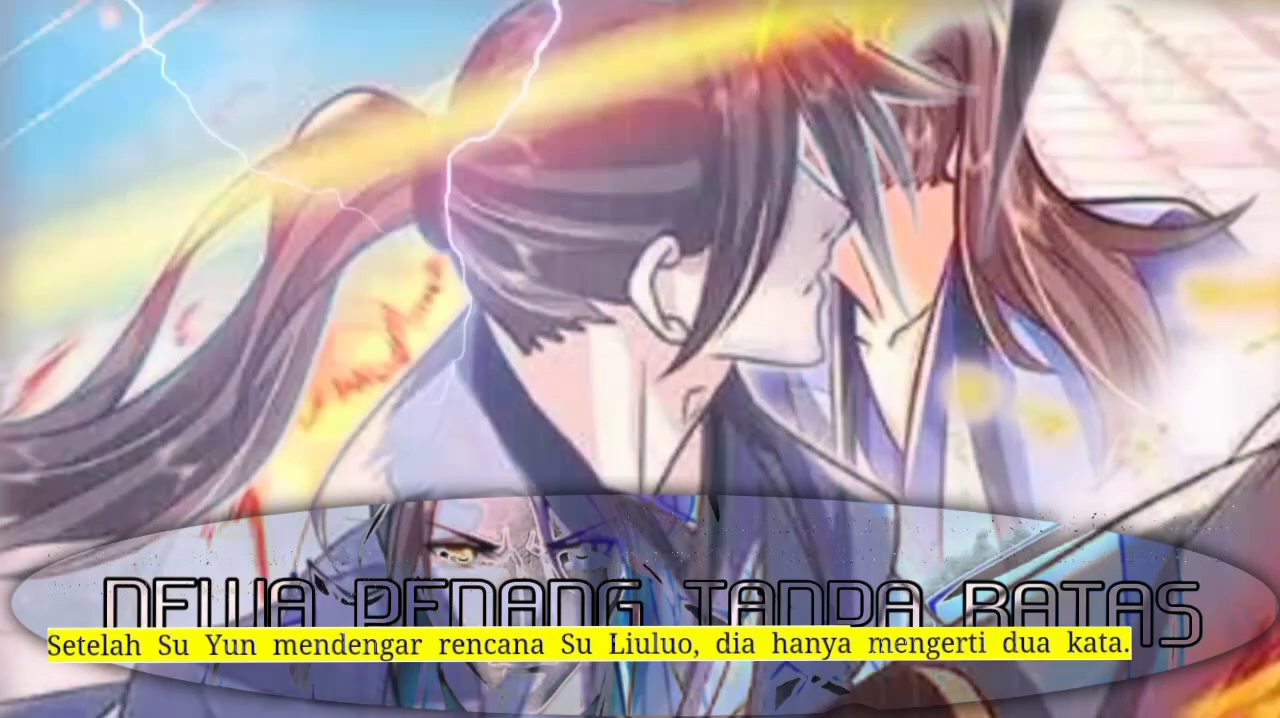 DEWA PEDANG TANPA BATAS
Setelah Su Yun mendengar rencana Su Liuluo, dia hanya mengerti dua kata.